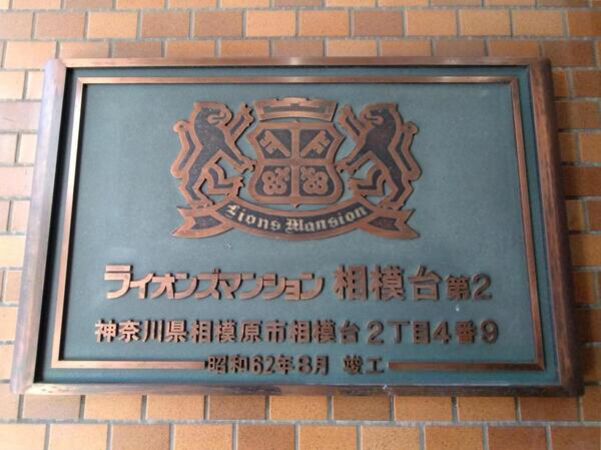 Lions Mansion
ライオンズマンション 相模台第2
神奈川県相模原市相模台2丁目4番9
昭和62年8月 竣工